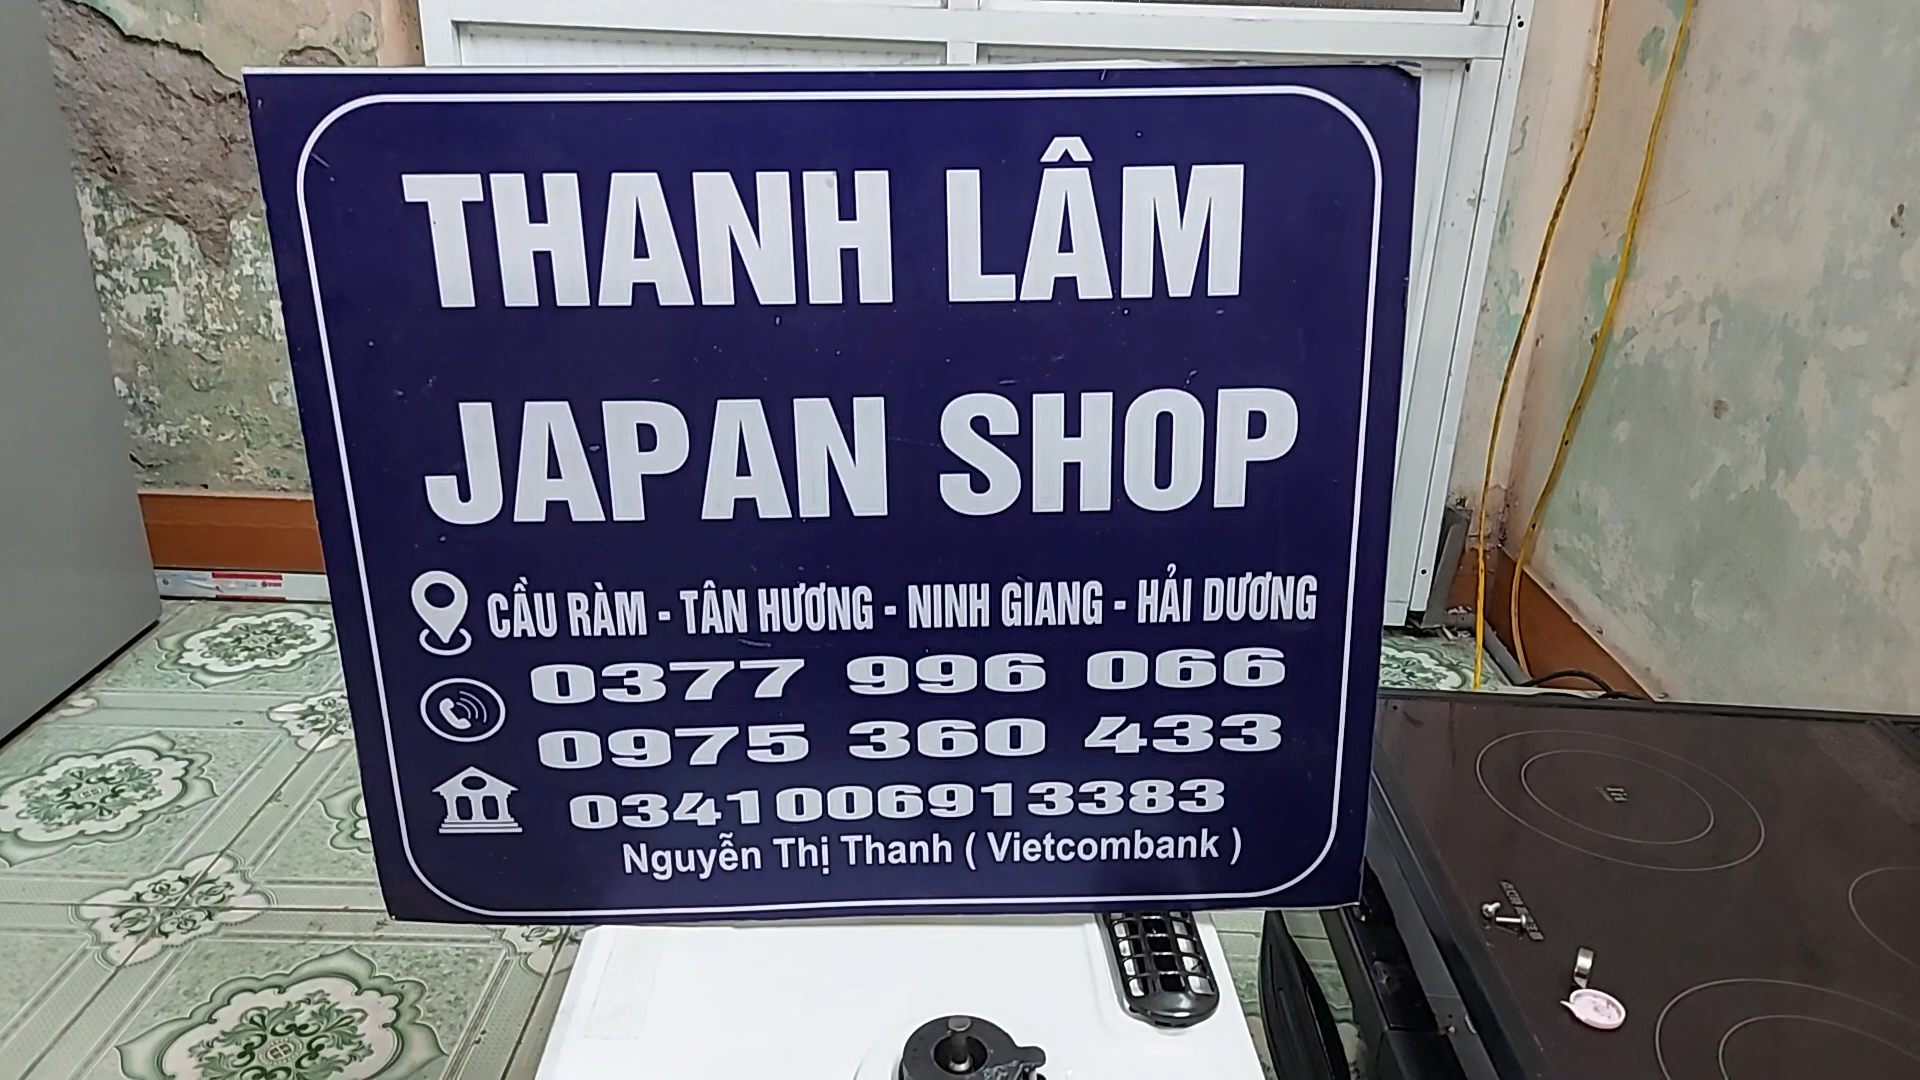 THANH LÂM
JAPAN SHOP
CẦU RÀM - TÂN HƯƠNG - NINH GIANG - HẢI DƯƠNG
0377 996 066
0975 360 433
0341006913383
Nguyễn Thị Thanh ( Vietcombank )